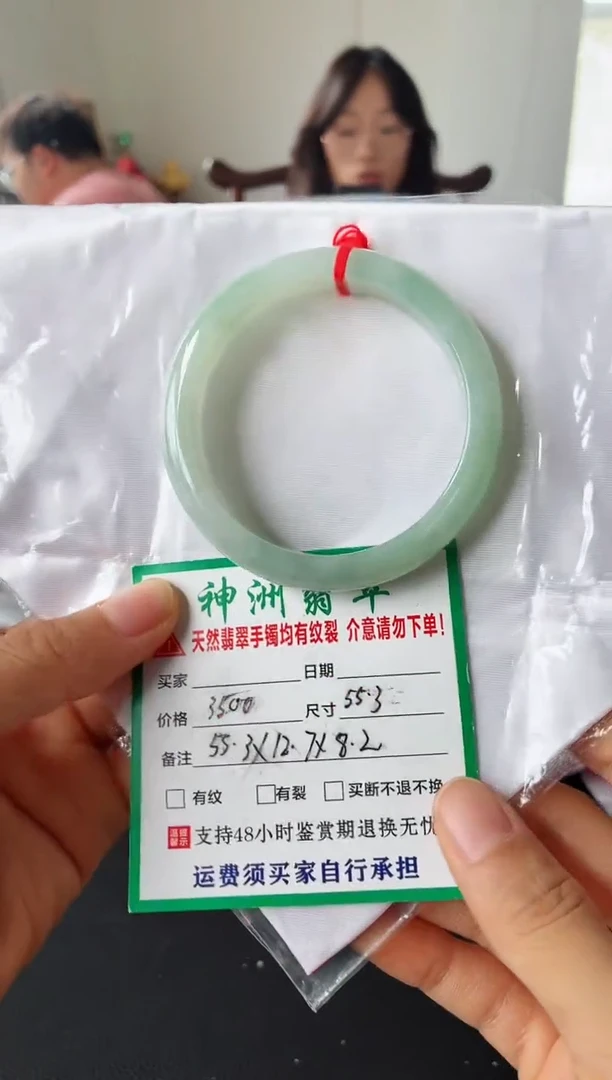 神洲翡翠
天然翡翠手镯均有纹裂 介意请勿下单!
买家 日期
价格 3500 尺寸 55.3
备注 55.3X12.7X8.2
有纹 有裂 买断不退不换
温馨提示 支持48小时鉴赏期退换无忧
运费须买家自行承担